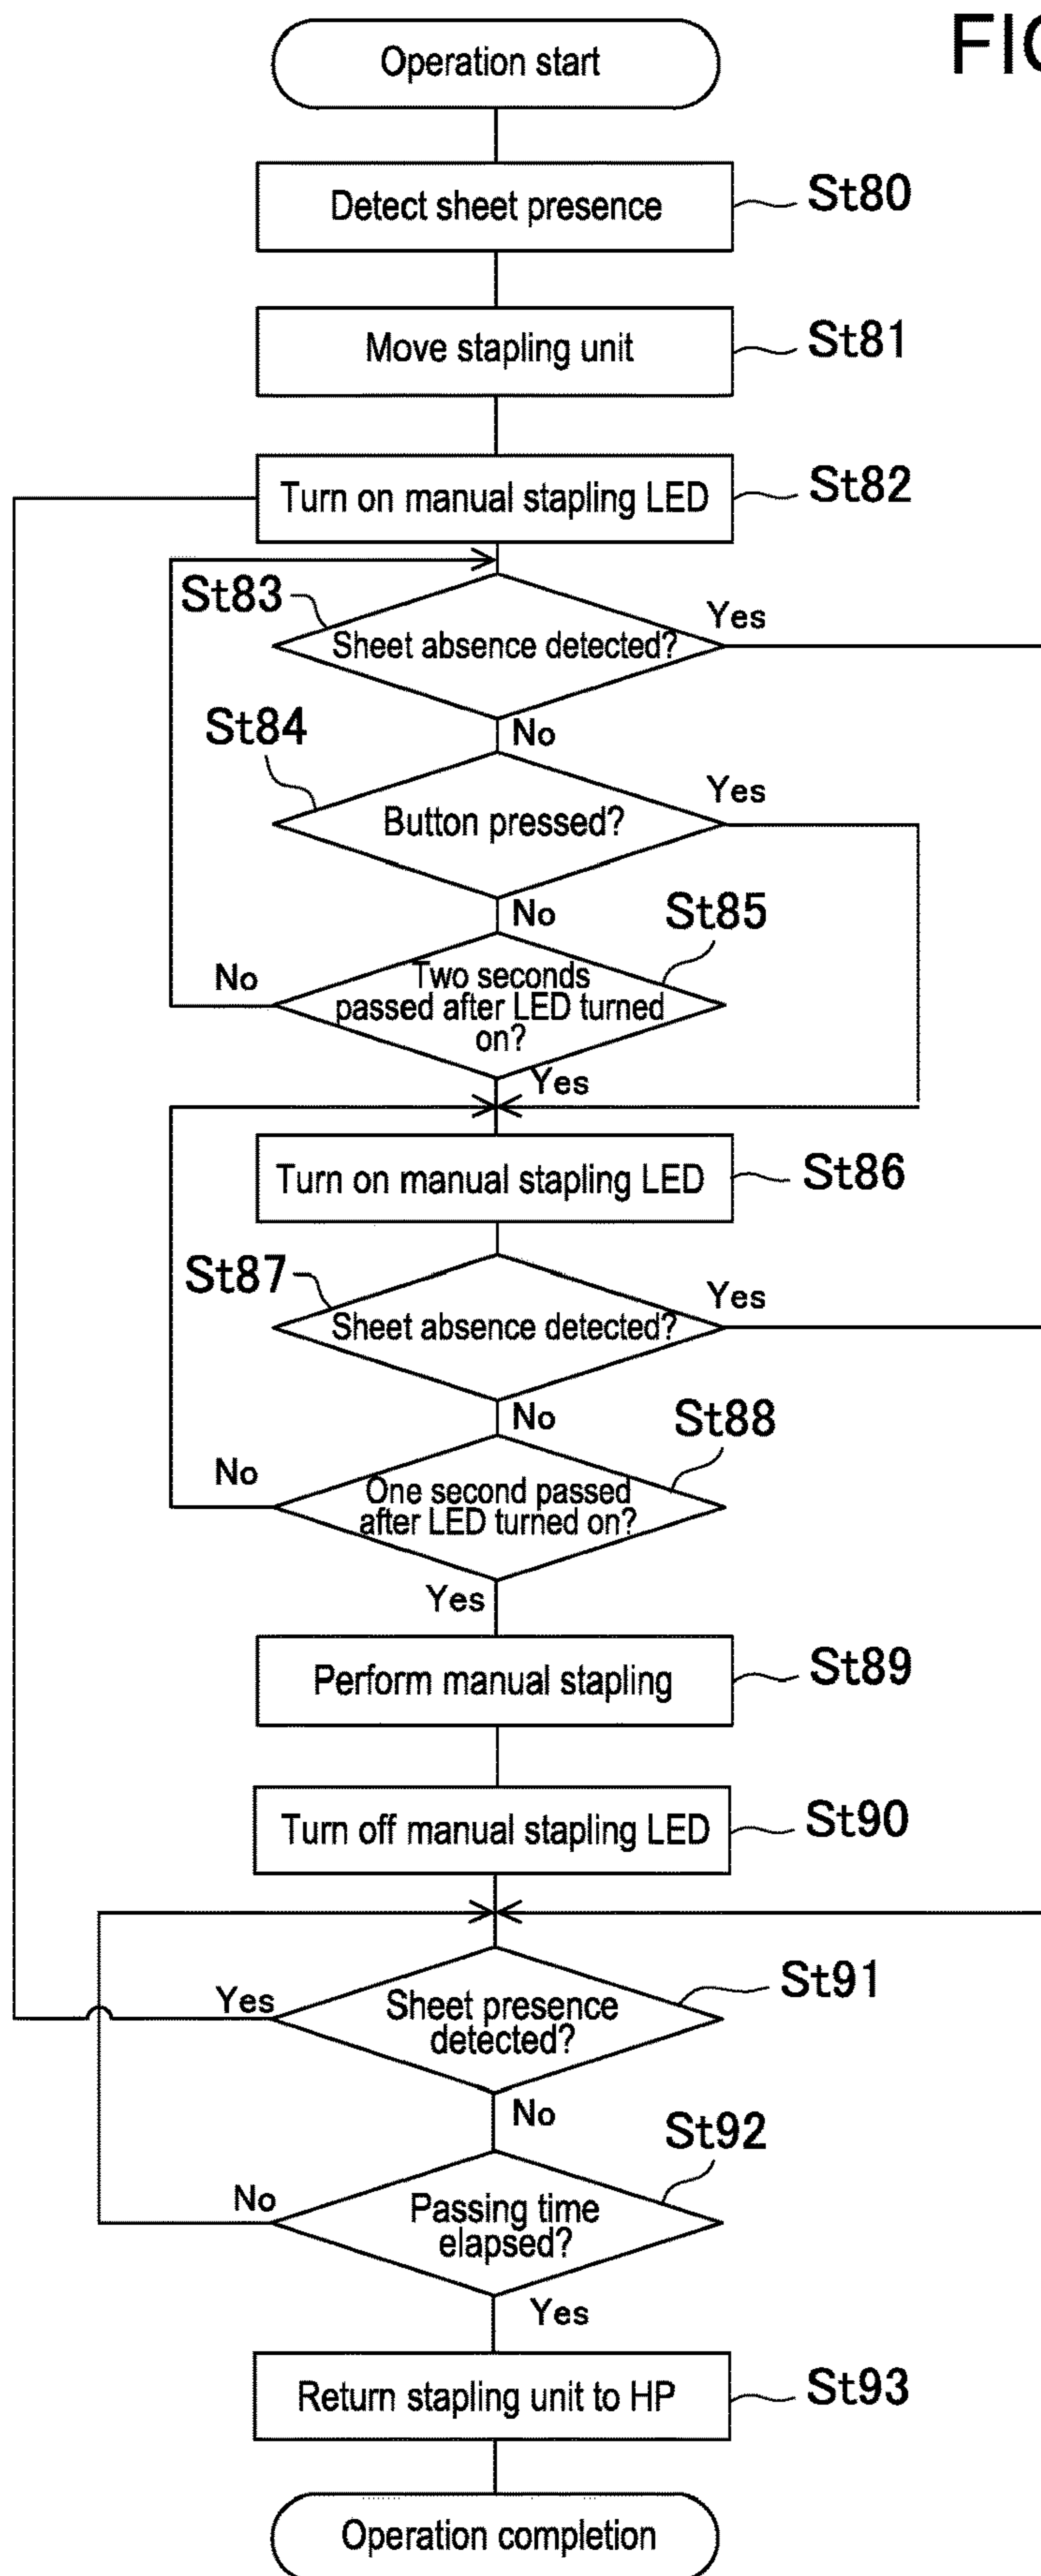 FIG
Operation start
Detect sheet presence
St80
Move stapling unit
St81
Turn on manual stapling LED
St82
St83
Sheet absence detected?
Yes
No
St84
Button pressed?
Yes
No
St85
Two seconds
passed after LED turned
on?
No
Yes
Turn on manual stapling LED
St86
St87
Sheet absence detected?
Yes
No
St88
One second passed
after LED turned on?
No
Yes
Perform manual stapling
St89
Turn off manual stapling LED
St90
St91
Sheet presence
detected?
Yes
No
St92
Passing time
elapsed?
No
Yes
Return stapling unit to HP
St93
Operation completion